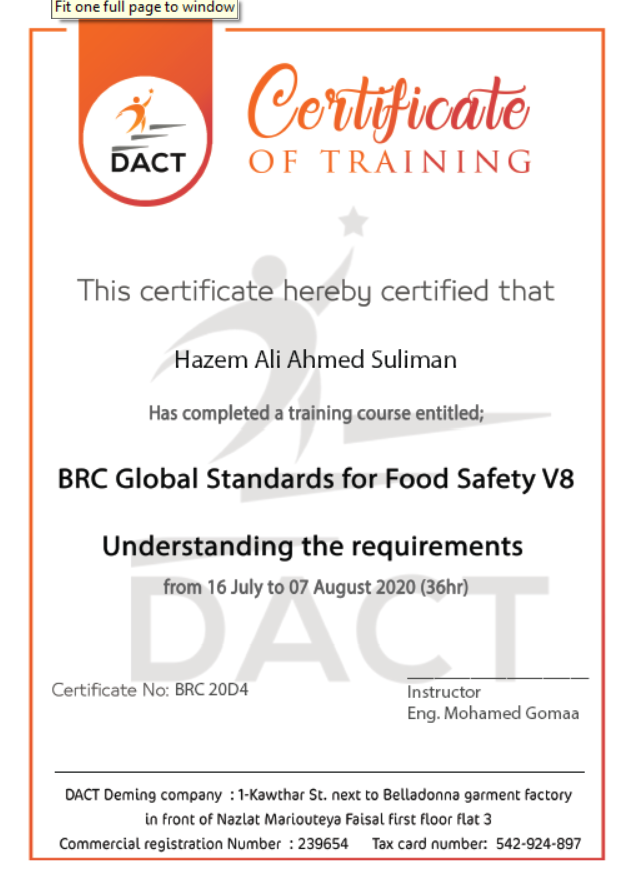 Fit one full page to window
DACT
Certificate
OF TRAINING
This certificate hereby certified that
Hazem Ali Ahmed Suliman
Has completed a training course entitled;
BRC Global Standards for Food Safety V8
Understanding the requirements
from 16 July to 07 August 2020 (36hr)
DACT
Certificate No: BRC 20D4
Instructor
Eng. Mohamed Gomaa
DACT Deming company : 1-Kawthar St. next to Belladonna garment factory
in front of Nazlat Mariouteya Faisal first floor flat 3
Commercial registration Number : 239654 Tax card number: 542-924-897